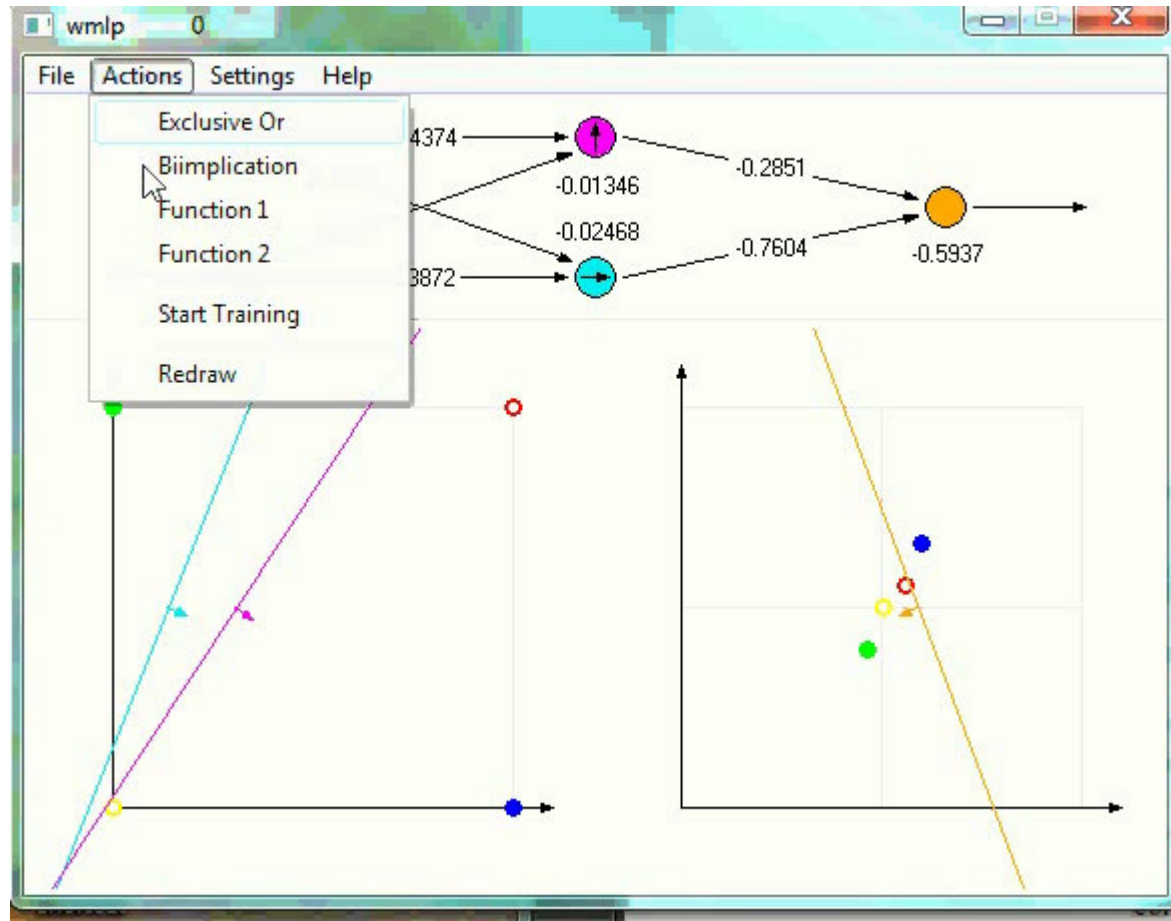 wmlp 0
File Actions Settings Help
Exclusive Or
Biimplication
Function 1
Function 2
Start Training
Redraw
4374
-0.01346
-0.2851
-0.02468
-0.7604
-0.5937
3872